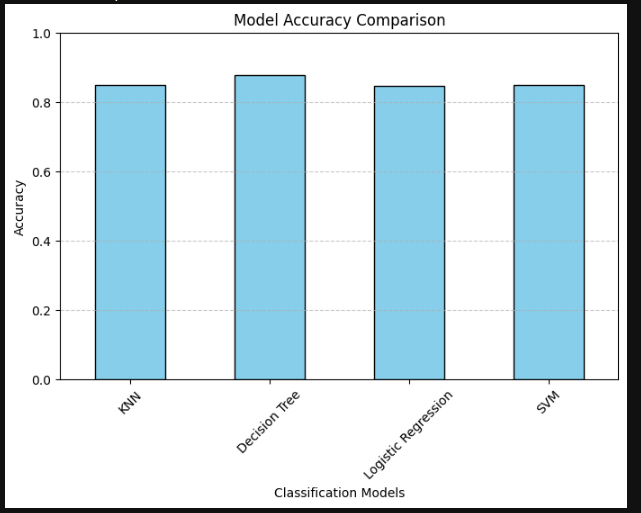 Model Accuracy Comparison
1.0
0.8
0.6
0.4
0.2
0.0
Accuracy
KNN
Decision Tree
Logistic Regression
SVM
Classification Models